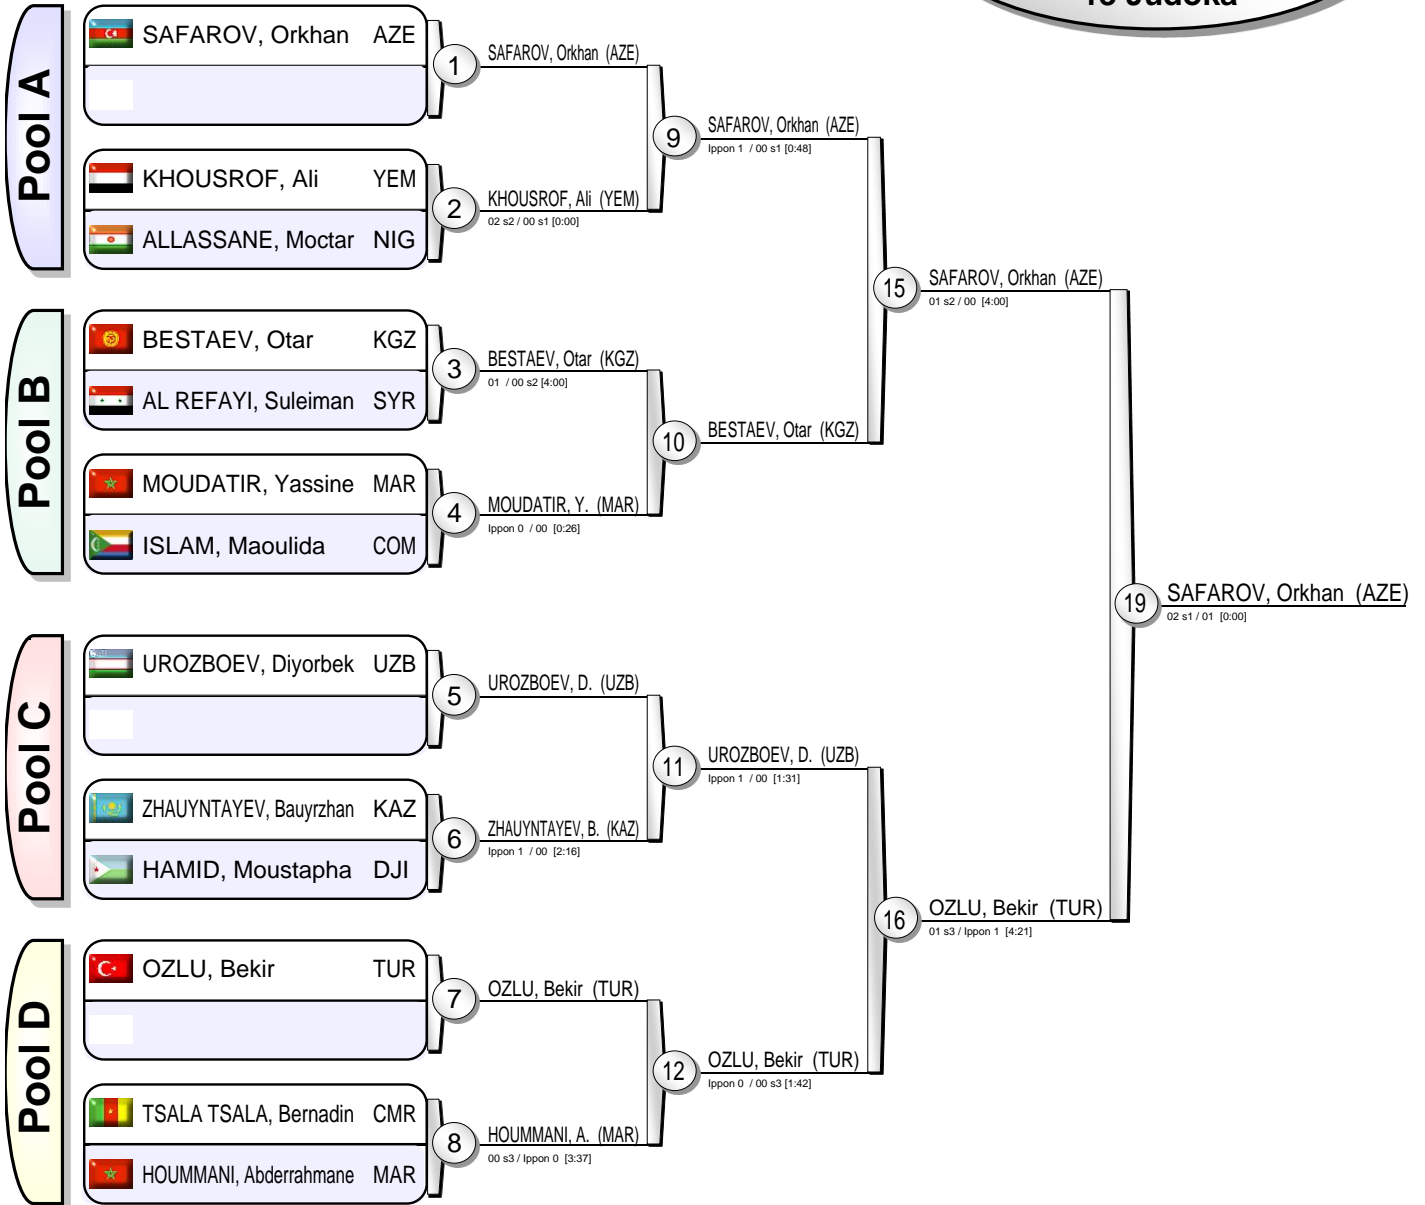 13 Judoka
Pool A
SAFAROV, Orkhan AZE
1
SAFAROV, Orkhan (AZE)
KHOUSROF, Ali YEM
ALLASSANE, Moctar NIG
2
KHOUSROF, Ali (YEM)
02 s2 / 00 s1 [0:00]
9
SAFAROV, Orkhan (AZE)
Ippon 1 / 00 s1 [0:48]
Pool B
BESTAEV, Otar KGZ
AL REFAYI, Suleiman SYR
3
BESTAEV, Otar (KGZ)
01 / 00 s2 [4:00]
MOUDATIR, Yassine MAR
ISLAM, Maoulida COM
4
MOUDATIR, Y. (MAR)
Ippon 0 / 00 [0:26]
10
BESTAEV, Otar (KGZ)
15
SAFAROV, Orkhan (AZE)
01 s2 / 00 [4:00]
Pool C
UROZBOEV, Diyorbek UZB
5
UROZBOEV, D. (UZB)
ZHAUYNTAYEV, Bauyrzhan KAZ
HAMID, Moustapha DJI
6
ZHAUYNTAYEV, B. (KAZ)
Ippon 1 / 00 [2:16]
11
UROZBOEV, D. (UZB)
Ippon 1 / 00 [1:31]
Pool D
OZLU, Bekir TUR
7
OZLU, Bekir (TUR)
TSALA TSALA, Bernadin CMR
HOUMMANI, Abderrahmane MAR
8
HOUMMANI, A. (MAR)
00 s3 / Ippon 0 [3:37]
12
OZLU, Bekir (TUR)
Ippon 0 / 00 s3 [1:42]
16
OZLU, Bekir (TUR)
01 s3 / Ippon 1 [4:21]
19
SAFAROV, Orkhan (AZE)
02 s1 / 01 [0:00]